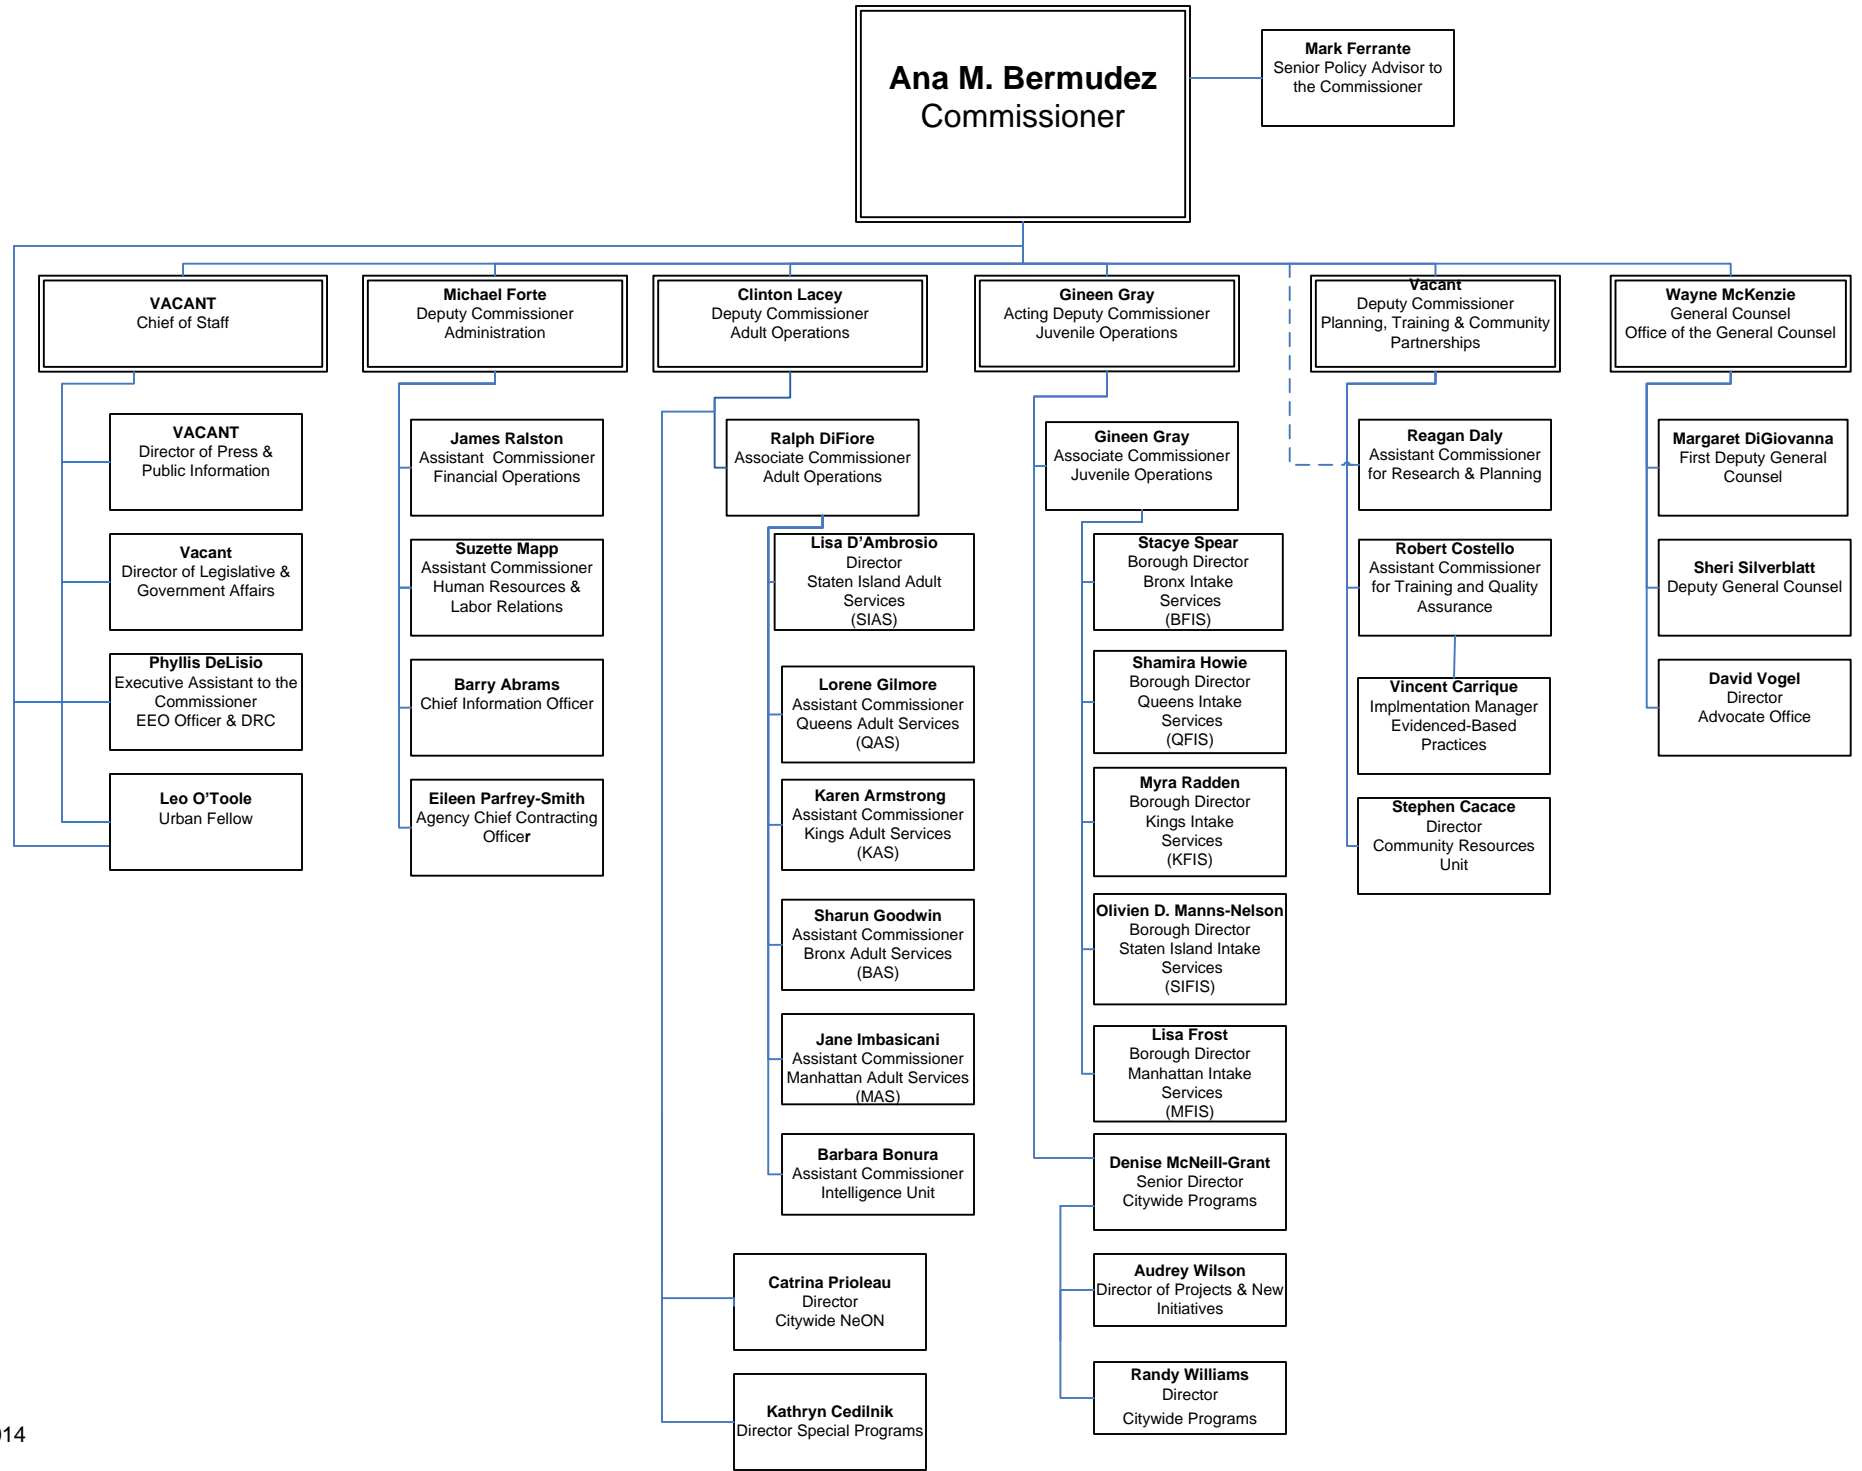 Ana M. Bermudez
Commissioner
Mark Ferrante
Senior Policy Advisor to
the Commissioner
VACANT
Chief of Staff
Michael Forte
Deputy Commissioner
Administration
Clinton Lacey
Deputy Commissioner
Adult Operations
Gineen Gray
Acting Deputy Commissioner
Juvenile Operations
Vacant
Deputy Commissioner
Planning, Training & Community
Partnerships
Wayne McKenzie
General Counsel
Office of the General Counsel
VACANT
Director of Press &
Public Information
Vacant
Director of Legislative &
Government Affairs
Phyllis DeLisio
Executive Assistant to the
Commissioner
EEO Officer & DRC
Leo O'Toole
Urban Fellow
James Ralston
Assistant Commissioner
Financial Operations
Suzette Mapp
Assistant Commissioner
Human Resources &
Labor Relations
Barry Abrams
Chief Information Officer
Eileen Parfrey-Smith
Agency Chief Contracting
Officer
Ralph DiFiore
Associate Commissioner
Adult Operations
Lisa D'Ambrosio
Director
Staten Island Adult
Services
(SIAS)
Lorene Gilmore
Assistant Commissioner
Queens Adult Services
(QAS)
Karen Armstrong
Assistant Commissioner
Kings Adult Services
(KAS)
Sharun Goodwin
Assistant Commissioner
Bronx Adult Services
(BAS)
Jane Imbasicani
Assistant Commissioner
Manhattan Adult Services
(MAS)
Barbara Bonura
Assistant Commissioner
Intelligence Unit
Catrina Prioleau
Director
Citywide NeON
Kathryn Cedilnik
Director Special Programs
Gineen Gray
Associate Commissioner
Juvenile Operations
Stacye Spear
Borough Director
Bronx Intake
Services
(BFIS)
Shamira Howie
Borough Director
Queens Intake
Services
(QFIS)
Myra Radden
Borough Director
Kings Intake
Services
(KFIS)
Olivien D. Manns-Nelson
Borough Director
Staten Island Intake
Services
(SIFIS)
Lisa Frost
Borough Director
Manhattan Intake
Services
(MFIS)
Denise McNeill-Grant
Senior Director
Citywide Programs
Audrey Wilson
Director of Projects & New
Initiatives
Randy Williams
Director
Citywide Programs
Reagan Daly
Assistant Commissioner
for Research & Planning
Robert Costello
Assistant Commissioner
for Training and Quality
Assurance
Vincent Carrique
Implmentation Manager
Evidenced-Based
Practices
Stephen Cacace
Director
Community Resources
Unit
Margaret DiGiovanna
First Deputy General
Counsel
Sheri Silverblatt
Deputy General Counsel
David Vogel
Director
Advocate Office